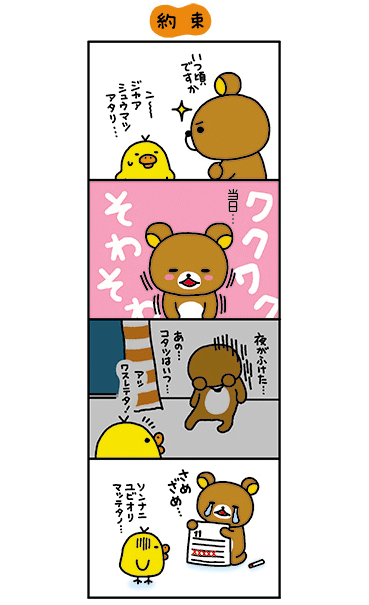 約束
いつ頃
ですか
ン~~
ジャア
シュウマツ
アタリ…
当日…
ワクワク
そわそわ
夜がふけた…
あの…
コタツはいつ…
アッ
ワスレテタ!
さめ
ざめ…
ソンナニ
ユビオリ
マッテタノ…
11